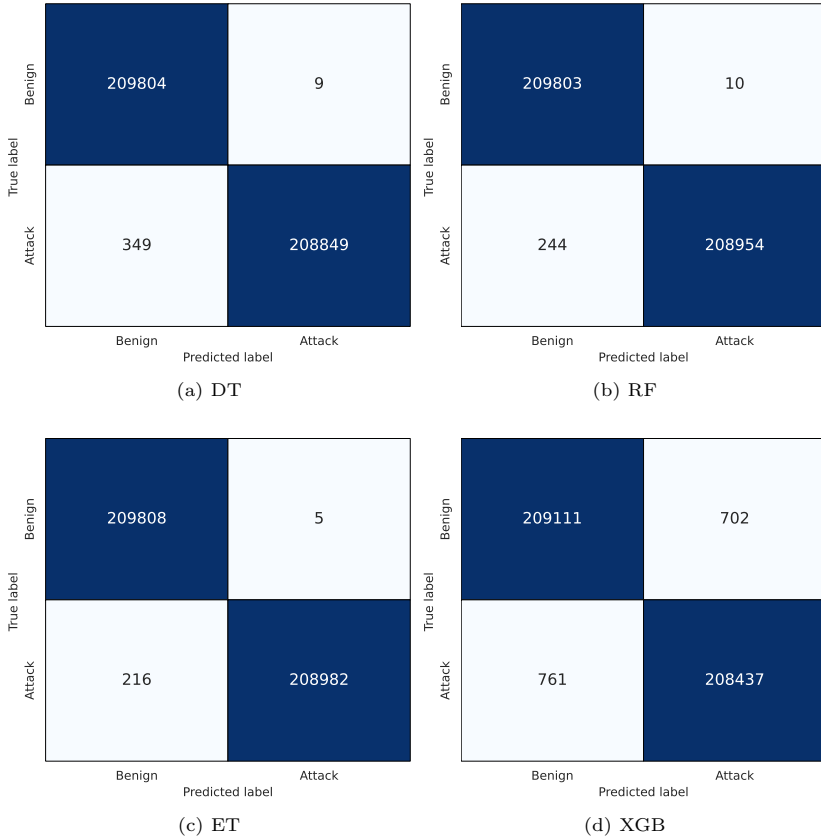 Benign
209804
9
True label
Attack
349
208849
Benign
Attack
Predicted label
(a) DT
Benign
209803
10
True label
Attack
244
208954
Benign
Attack
Predicted label
(b) RF
Benign
209808
5
True label
Attack
216
208982
Benign
Attack
Predicted label
(c) ET
Benign
209111
702
True label
Attack
761
208437
Benign
Attack
Predicted label
(d) XGB